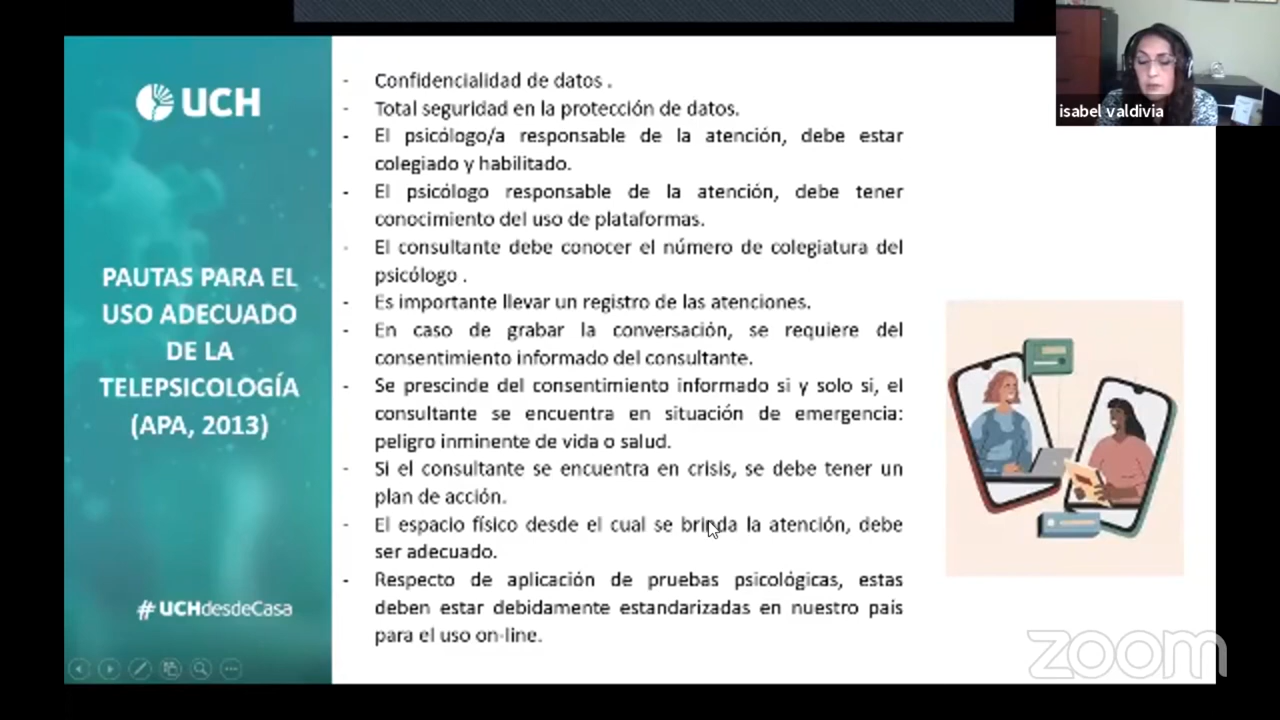 UCH
PAUTAS PARA EL
USO ADECUADO
DE LA
TELEPSICOLOGÍA
(APA, 2013)
#UCHdesdeCasa
- Confidencialidad de datos .
- Total seguridad en la protección de datos.
- El psicólogo/a responsable de la atención, debe estar
colegiado y habilitado.
- El psicólogo responsable de la atención, debe tener
conocimiento del uso de plataformas.
- El consultante debe conocer el número de colegiatura del
psicólogo .
- Es importante llevar un registro de las atenciones.
- En caso de grabar la conversación, se requiere del
consentimiento informado del consultante.
- Se prescinde del consentimiento informado si y solo si, el
consultante se encuentra en situación de emergencia:
peligro inminente de vida o salud.
- Si el consultante se encuentra en crisis, se debe tener un
plan de acción.
- El espacio físico desde el cual se brinda la atención, debe
ser adecuado.
- Respecto de aplicación de pruebas psicológicas, estas
deben estar debidamente estandarizadas en nuestro país
para el uso on-line.
isabel valdivia
zoom